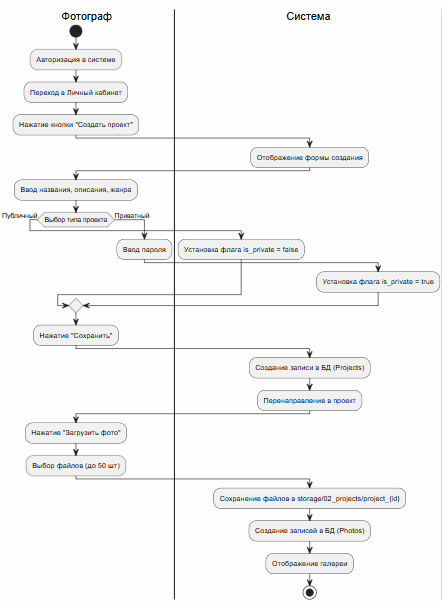 Фотограф
Система
Авторизация в системе
Переход в Личный кабинет
Нажатие кнопки "Создать проект"
Отображение формы создания
Ввод названия, описания, жанра
Публичный
Выбор типа проекта
Приватный
Ввод пароля
Установка флага is_private = false
Установка флага is_private = true
Нажатие "Сохранить"
Создание записи в БД (Projects)
Перенаправление в проект
Нажатие "Загрузить фото"
Выбор файлов (до 50 шт)
Сохранение файлов в storage/02_projects/project_{id}
Создание записей в БД (Photos)
Отображение галереи